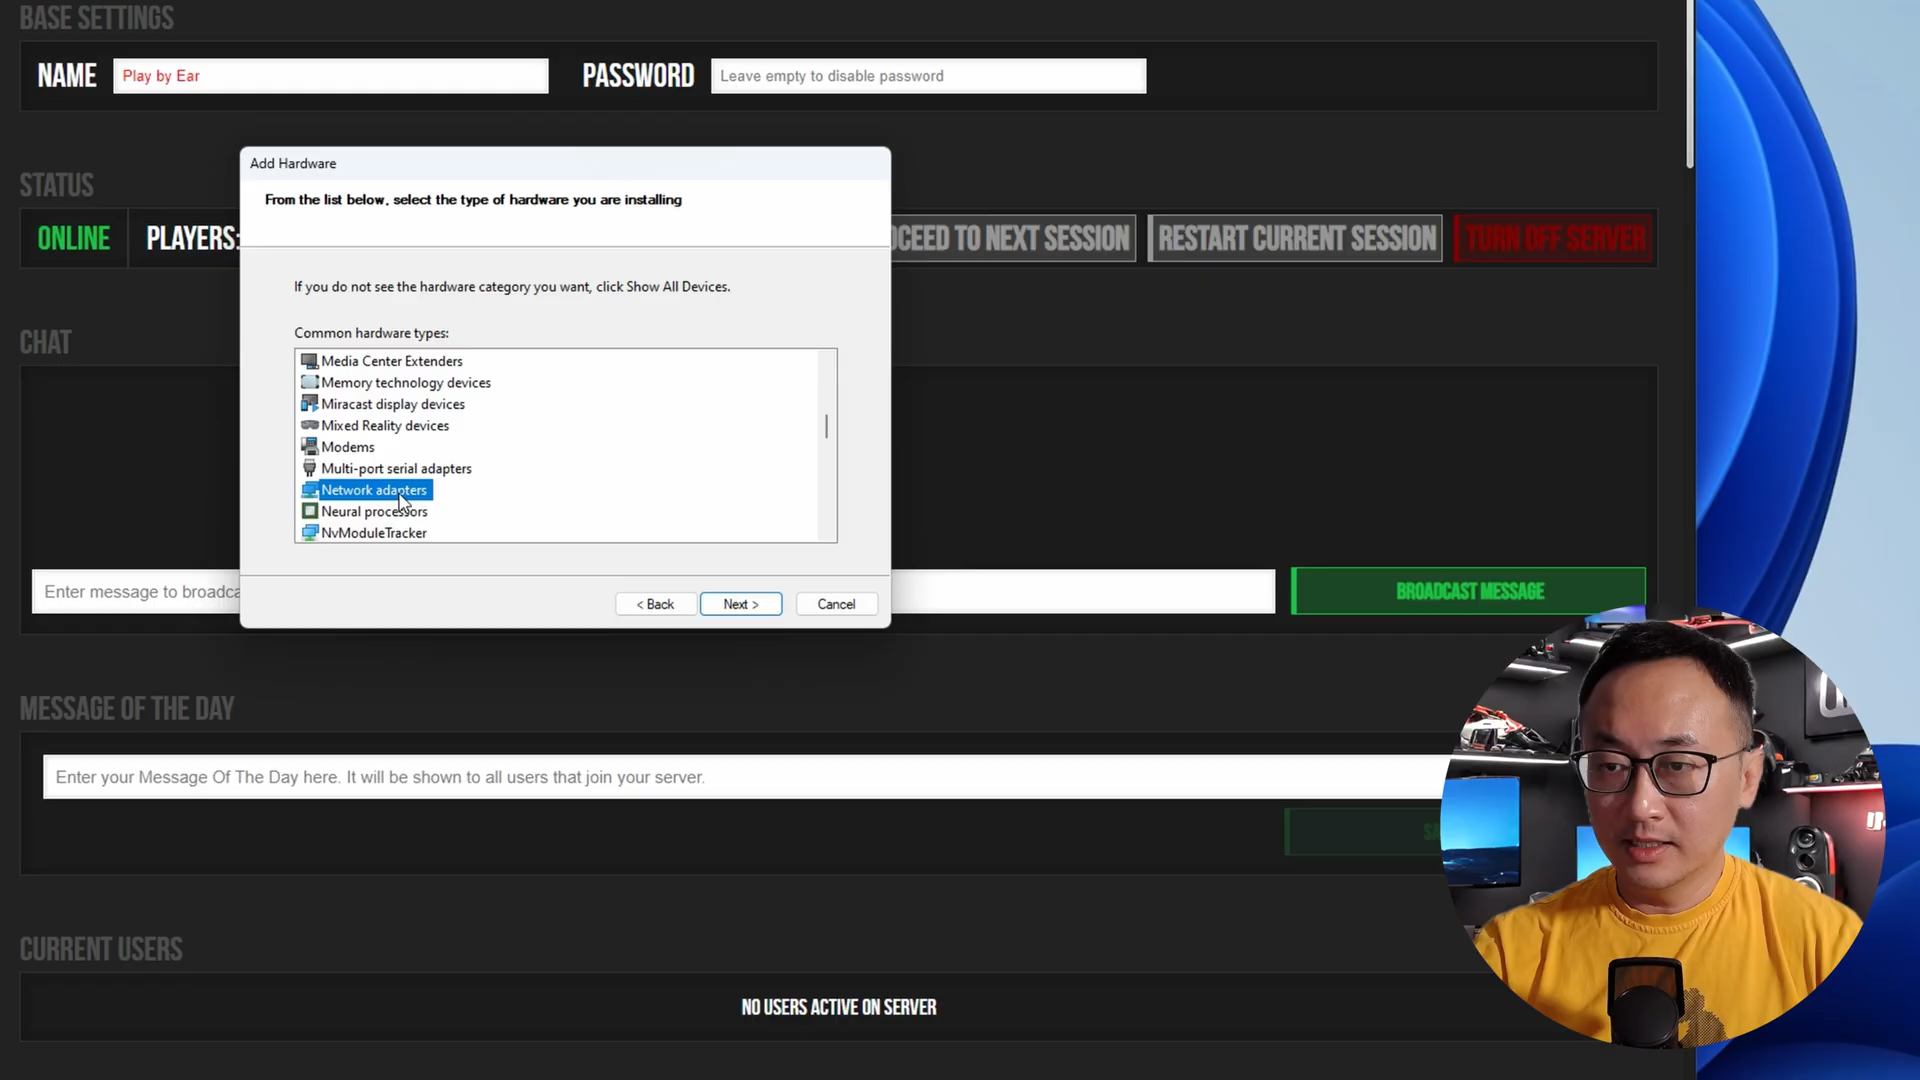 BASE SETTINGS
NAME
Play by Ear
PASSWORD
Leave empty to disable password
Add Hardware
From the list below, select the type of hardware you are installing
STATUS
ONLINE
PLAYERS:
CEED TO NEXT SESSION
RESTART CURRENT SESSION
TURN OFF SERVER
If you do not see the hardware category you want, click Show All Devices.
Common hardware types:
CHAT
Media Center Extenders
Memory technology devices
Miracast display devices
Mixed Reality devices
Modems
Multi-port serial adapters
Network adapters
Neural processors
NvModuleTracker
Enter message to broadca
BROADCAST MESSAGE
< Back
Next >
Cancel
MESSAGE OF THE DAY
Enter your Message Of The Day here. It will be shown to all users that join your server.
CURRENT USERS
NO USERS ACTIVE ON SERVER